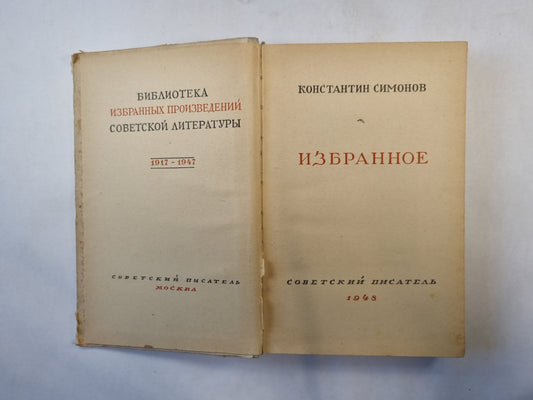 БИБЛИОТЕКА
ИЗБРАННЫХ ПРОИЗВЕДЕНИЙ
СОВЕТСКОЙ ЛИТЕРАТУРЫ
1917-1947
СОВЕТСКИЙ ПИСАТЕЛЬ
МОСКВА
КОНСТАНТИН СИМОНОВ
ИЗБРАННОЕ
СОВЕТСКИЙ ПИСАТЕЛЬ
1948